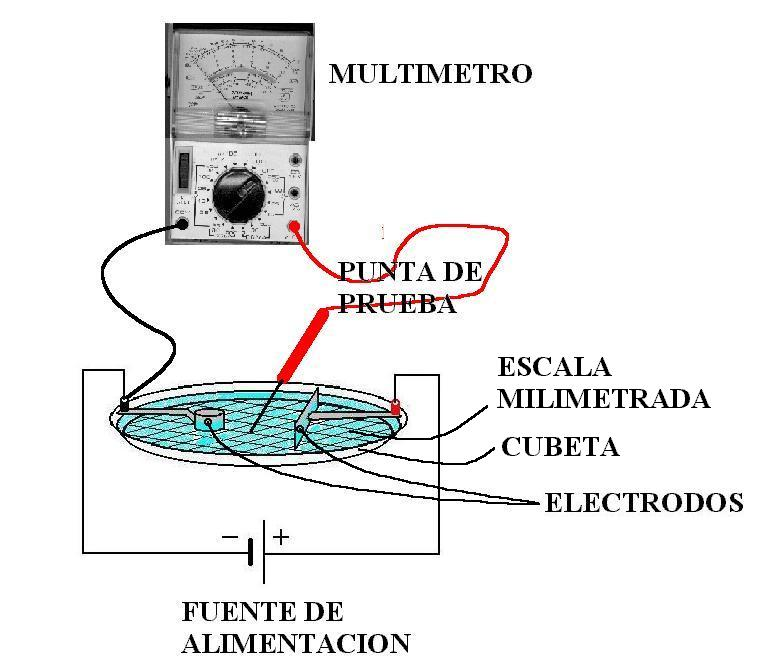 MULTIMETRO
PUNTA DE
PRUEBA
ESCALA
MILIMETRADA
CUBETA
ELECTRODOS
− +
FUENTE DE
ALIMENTACION